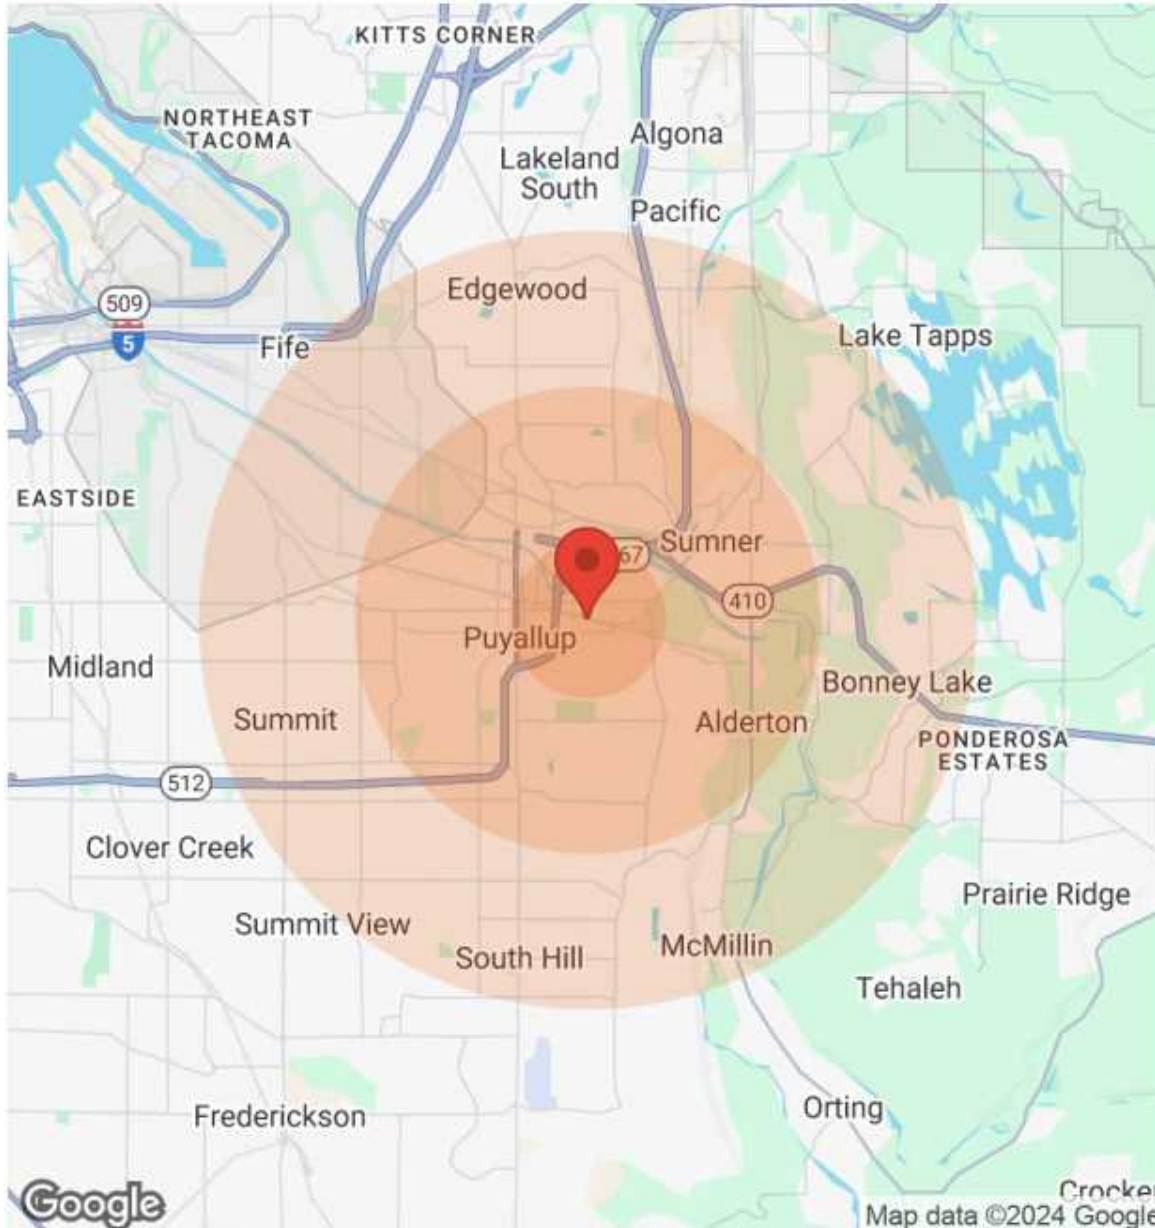 KITTS CORNER
NORTHEAST
TACOMA
Algona
Lakeland
South
Pacific
Edgewood
509
5
Fife
Lake Tapps
EASTSIDE
Sumner
67
410
Puyallup
Midland
Bonney Lake
Summit
Alderton
PONDEROSA
ESTATES
512
Clover Creek
Prairie Ridge
Summit View
South Hill
McMillin
Tehaleh
Orting
Frederickson
Crocker
Google
Map data ©2024 Google